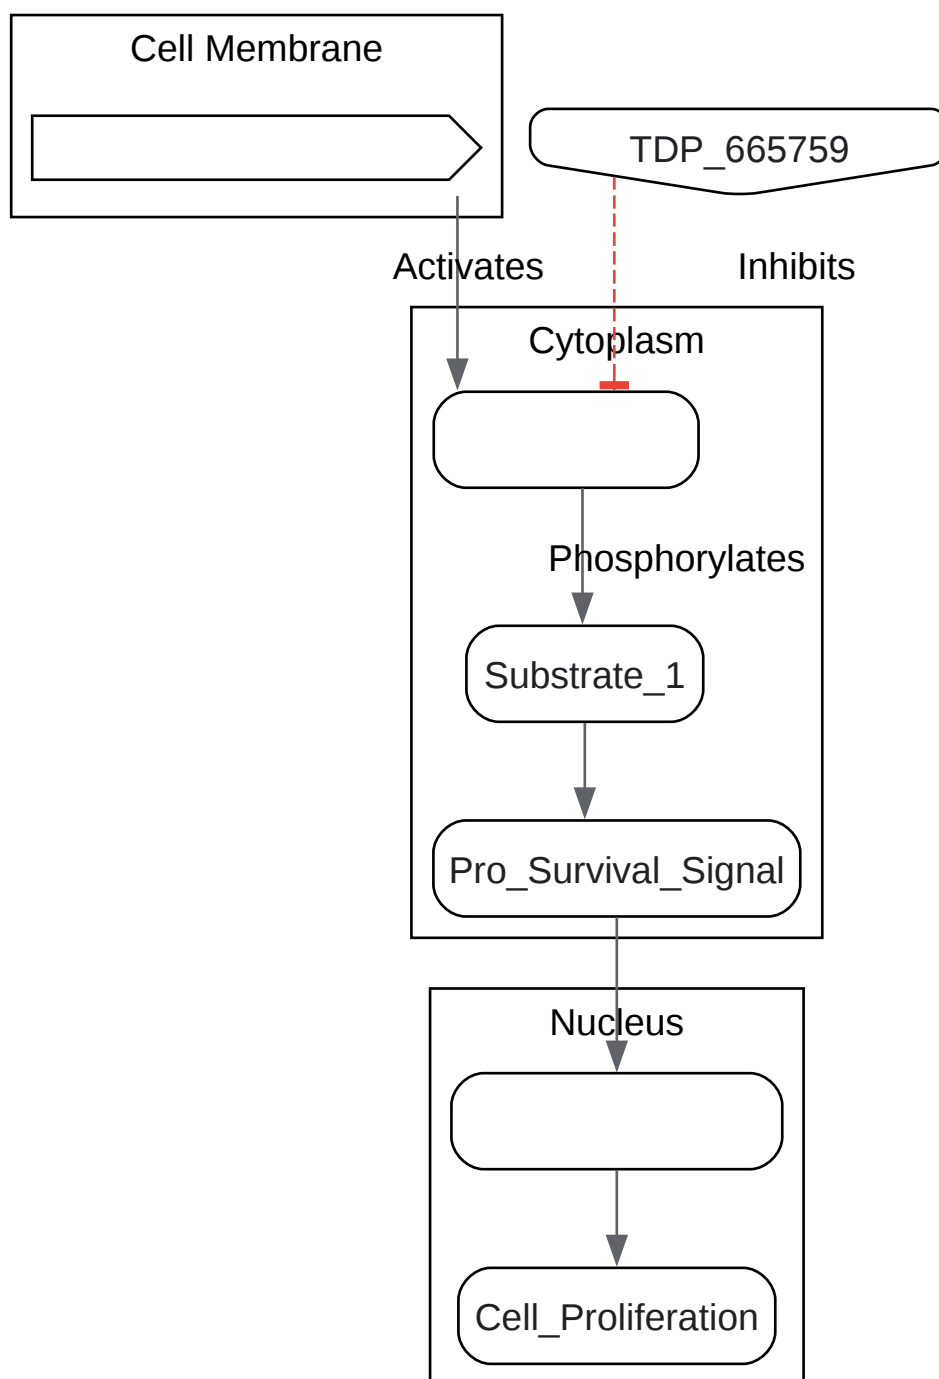 Cell Membrane
TDP_665759
Activates
Inhibits
Cytoplasm
Phosphorylates
Substrate_1
Pro_Survival_Signal
Nucleus
Cell_Proliferation